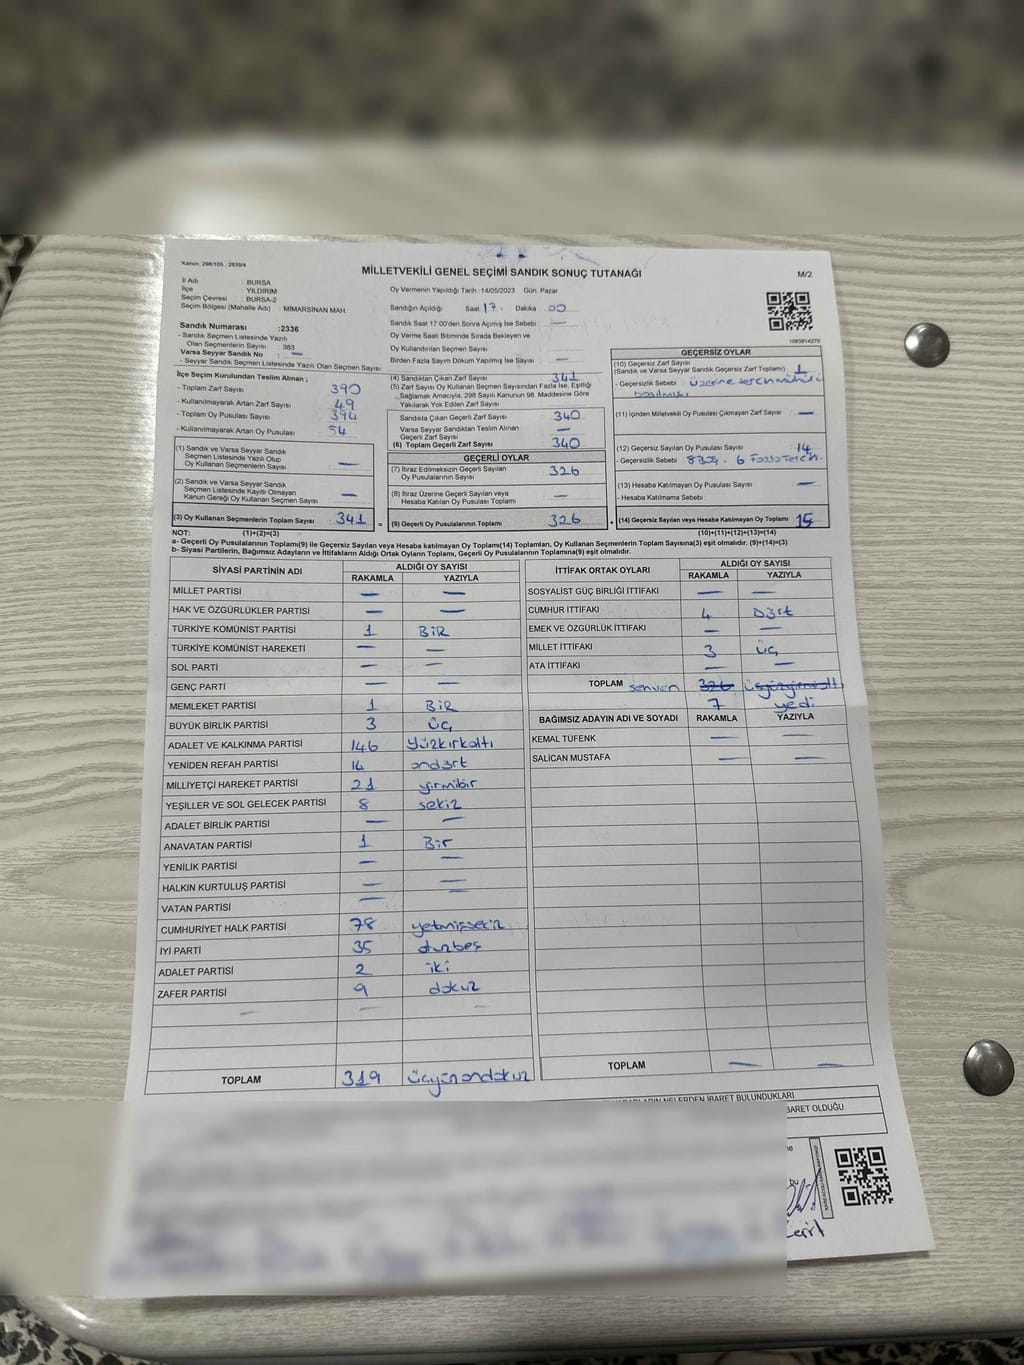 Kanun: 298/105 , 2839/4
MİLLETVEKİLİ GENEL SEÇİMİ SANDIK SONUÇ TUTANAĞI
M/2
İl Adı : BURSA
İlçe : YILDIRIM
Seçim Çevresi : BURSA-2
Seçim Bölgesi (Mahalle Adı) MİMARSİNAN MAH
Oy Vermenin Yapıldığı Tarih :14/05/2023 Gün: Pazar
Sandığın Açıldığı Saat 17. Dakika 00
Sandık Saat 17:00'den Sonra Açılmış İse Sebebi —
Oy Verme Saati Bitiminde Sırada Bekleyen ve
Oy Kullandırılan Seçmen Sayısı
Birden Fazla Sayım Döküm Yapılmış İse Sayısı —
Sandık Numarası :2336
- Sandık Seçmen Listesinde Yazılı
Olan Seçmenlerin Sayısı 383
Varsa Seyyar Sandık No : —
- Seyyar Sandık Seçmen Listesinde Yazılı Olan Seçmen Sayısı
İlçe Seçim Kurulundan Teslim Alınan ;
- Toplam Zarf Sayısı 390
- Kullanılmayarak Artan Zarf Sayısı 49
- Toplam Oy Pusulası Sayısı 394
- Kullanılmayarak Artan Oy Pusulası 54
(1) Sandık ve Varsa Seyyar Sandık
Seçmen Listesinde Yazılı Olup
Oy Kullanan Seçmenlerin Sayısı —
(2) Sandık ve Varsa Seyyar Sandık
Seçmen Listesinde Kayıtlı Olmayan
Kanun Gereği Oy Kullanan Seçmen Sayısı —
(3) Oy Kullanan Seçmenlerin Toplam Sayısı 341 =
(1)+(2)=(3)
(4) Sandıktan Çıkan Zarf Sayısı 341
(5) Zarf Sayısı Oy Kullanan Seçmen Sayısından Fazla İse, Eşitliği
Sağlamak Amacıyla, 298 Sayılı Kanunun 98. Maddesine Göre
Yakılarak Yok Edilen Zarf Sayısı
Sandıkta Çıkan Geçerli Zarf Sayısı 340
Varsa Seyyar Sandıktan Teslim Alınan
Geçerli Zarf Sayısı —
(6) Toplam Geçerli Zarf Sayısı 340
GEÇERLİ OYLAR
(7) İtiraz Edilmeksizin Geçerli Sayılan
Oy Pusulalarının Sayısı 326
(8) İtiraz Üzerine Geçerli Sayılan veya
Hesaba Katılan Oy Pusulası Toplamı —
(9) Geçerli Oy Pusulalarının Toplamı 326 +
1083814270
GEÇERSİZ OYLAR
(10) Geçersiz Zarf Sayısı
(Sandık ve Varsa Seyyar Sandık Geçersiz Zarf Toplamı) 1
- Geçersizlik Sebebi : Üzerine tercih mührü
basılmış
(11) İçinden Milletvekili Oy Pusulası Çıkmayan Zarf Sayısı —
(12) Geçersiz Sayılan Oy Pusulası Sayısı 14
- Geçersizlik Sebebi : 8 Boş. 6 Fazla Terch.
(13) Hesaba Katılmayan Oy Pusulası Sayısı —
- Hesaba Katılmama Sebebi
(14) Geçersiz Sayılan veya Hesaba Katılmayan Oy Toplamı 15
(10)+(11)+(12)+(13)=(14)
NOT:
a- Geçerli Oy Pusulalarının Toplamı(9) ile Geçersiz Sayılan veya Hesaba katılmayan Oy Toplamı(14) Toplamları, Oy Kullanan Seçmenlerin Toplam Sayısına(3) eşit olmalıdır. (9)+(14)=(3)
b- Siyasi Partilerin, Bağımsız Adayların ve İttifakların Aldığı Ortak Oyların Toplamı, Geçerli Oy Pusulalarının Toplamına(9) eşit olmalıdır.
SİYASİ PARTİNİN ADI ALDIĞI OY SAYISI
RAKAMLA YAZIYLA
MİLLET PARTİSİ — —
HAK VE ÖZGÜRLÜKLER PARTİSİ — —
TÜRKİYE KOMÜNİST PARTİSİ 1 BİR
TÜRKİYE KOMÜNİST HAREKETİ — —
SOL PARTİ — —
GENÇ PARTİ — —
MEMLEKET PARTİSİ 1 BİR
BÜYÜK BİRLİK PARTİSİ 3 ÜÇ
ADALET VE KALKINMA PARTİSİ 146 Yüzkırkaltı
YENİDEN REFAH PARTİSİ 14 ondört
MİLLİYETÇİ HAREKET PARTİSİ 21 yirmibir
YEŞİLLER VE SOL GELECEK PARTİSİ 8 sekiz
ADALET BİRLİK PARTİSİ — —
ANAVATAN PARTİSİ 1 Bir
YENİLİK PARTİSİ — —
HALKIN KURTULUŞ PARTİSİ — —
VATAN PARTİSİ — —
CUMHURİYET HALK PARTİSİ 78 yetmişsekiz
İYİ PARTİ 35 otuzbeş
ADALET PARTİSİ 2 iki
ZAFER PARTİSİ 9 dokuz
— — —
TOPLAM 319 üçyüzondokuz
İTTİFAK ORTAK OYLARI ALDIĞI OY SAYISI
RAKAMLA YAZIYLA
SOSYALİST GÜÇ BİRLİĞİ İTTİFAKI — —
CUMHUR İTTİFAKI 4 Dört
EMEK VE ÖZGÜRLÜK İTTİFAKI — —
MİLLET İTTİFAKI 3 üç
ATA İTTİFAKI — —
TOPLAM sehven 326 üçyüzyirmialtı
7 yedi
BAĞIMSIZ ADAYIN ADI VE SOYADI RAKAMLA YAZIYLA
KEMAL TÜFENK — —
SALİCAN MUSTAFA — —
TOPLAM — —
NELERDEN İBARET BULUNDUKLARI
İBARET OLDUĞU